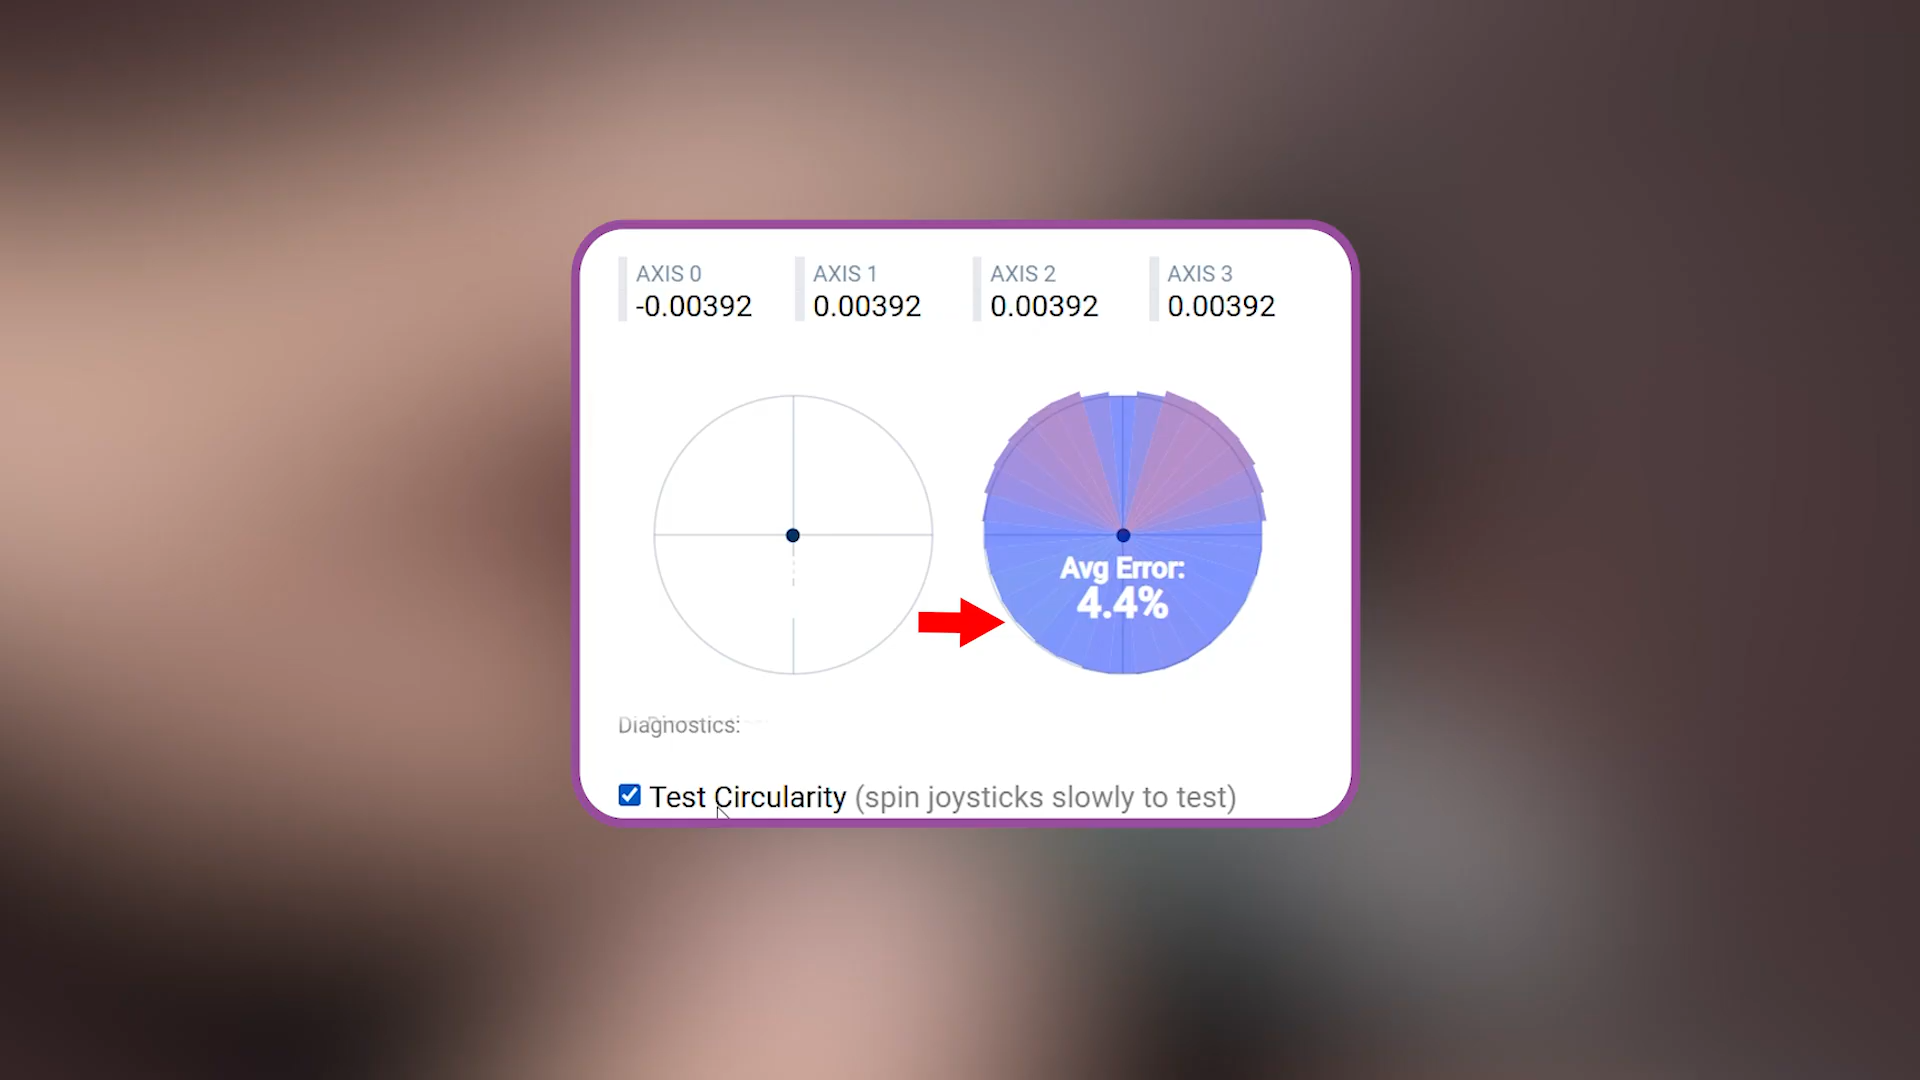 AXIS 0
-0.00392
AXIS 1
0.00392
AXIS 2
0.00392
AXIS 3
0.00392
Avg Error:
4.4%
Diagnostics:
Test Circularity (spin joysticks slowly to test)